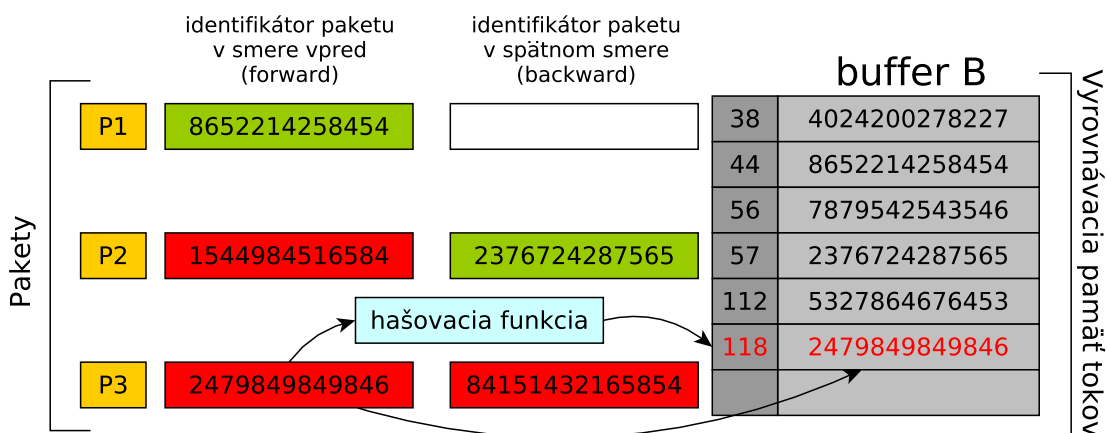 identifikátor paketu
v smere vpred
(forward)
identifikátor paketu
v spätnom smere
(backward)
buffer B
Pakety
P1
8652214258454
P2
1544984516584
2376724287565
hašovacia funkcia
P3
2479849849846
84151432165854
38 4024200278227
44 8652214258454
56 7879542543546
57 2376724287565
112 5327864676453
118 2479849849846
Vyrovnávacia pamäť tokov